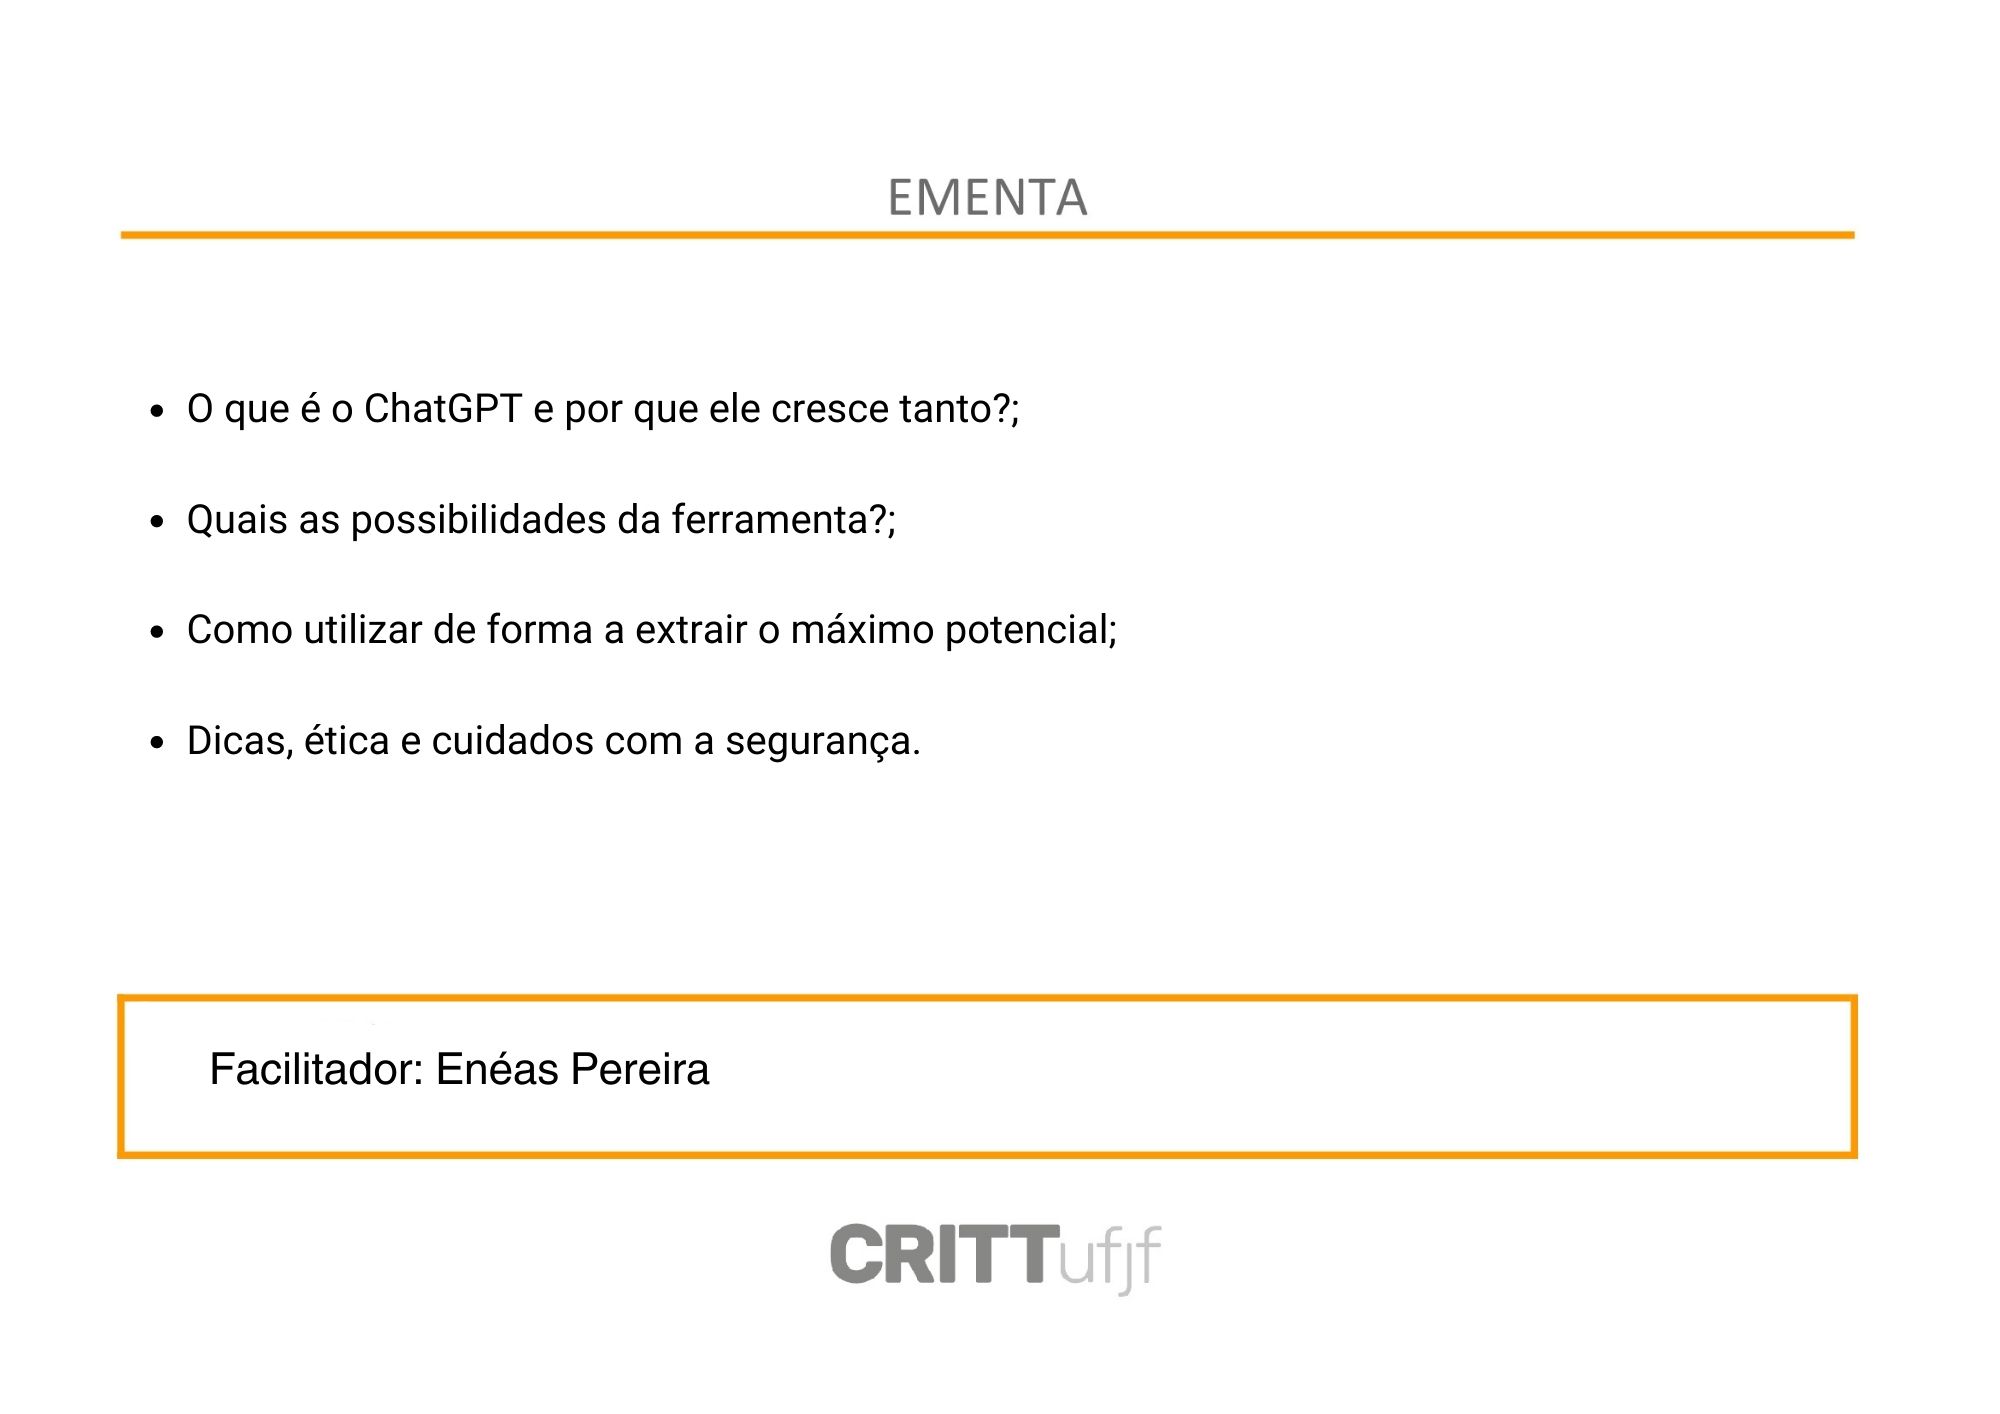 EMENTA
• O que é o ChatGPT e por que ele cresce tanto?;
• Quais as possibilidades da ferramenta?;
• Como utilizar de forma a extrair o máximo potencial;
• Dicas, ética e cuidados com a segurança.
Facilitador: Enéas Pereira
CRITTufjf